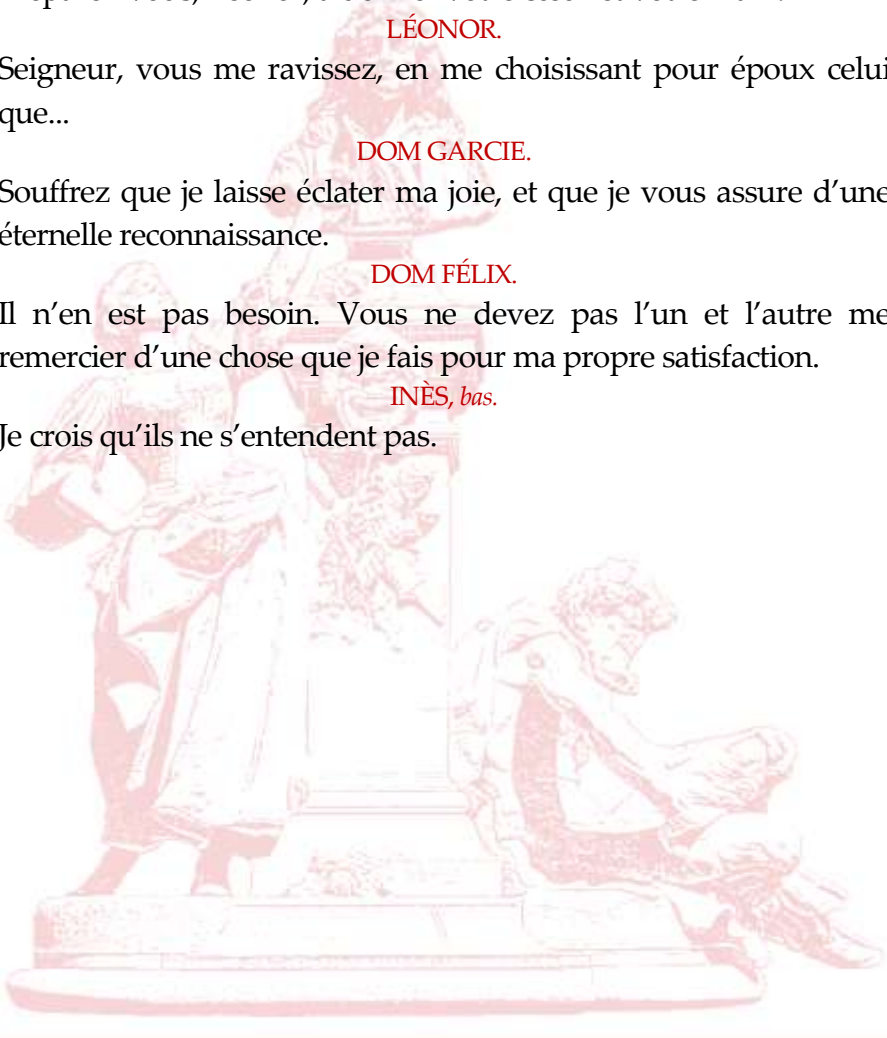 LÉONOR.
Seigneur, vous me ravissez, en me choisissant pour époux celui
que...
DOM GARCIE.
Souffrez que je laisse éclater ma joie, et que je vous assure d’une
éternelle reconnaissance.
DOM FÉLIX.
Il n’en est pas besoin. Vous ne devez pas l’un et l’autre me
remercier d’une chose que je fais pour ma propre satisfaction.
INÈS, bas.
Je crois qu’ils ne s’entendent pas.